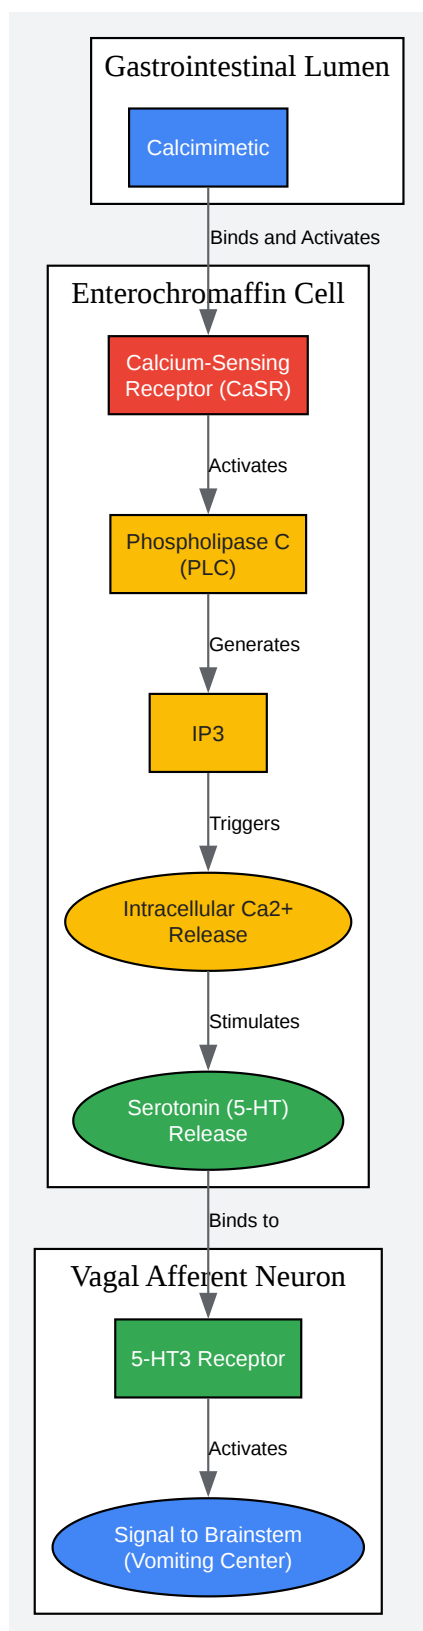 Gastrointestinal Lumen
Calcimimetic
Binds and Activates
Enterochromaffin Cell
Calcium-Sensing
Receptor (CaSR)
Activates
Phospholipase C
(PLC)
Generates
IP3
Triggers
Intracellular Ca2+
Release
Stimulates
Serotonin (5-HT)
Release
Binds to
Vagal Afferent Neuron
5-HT3 Receptor
Activates
Signal to Brainstem
(Vomiting Center)